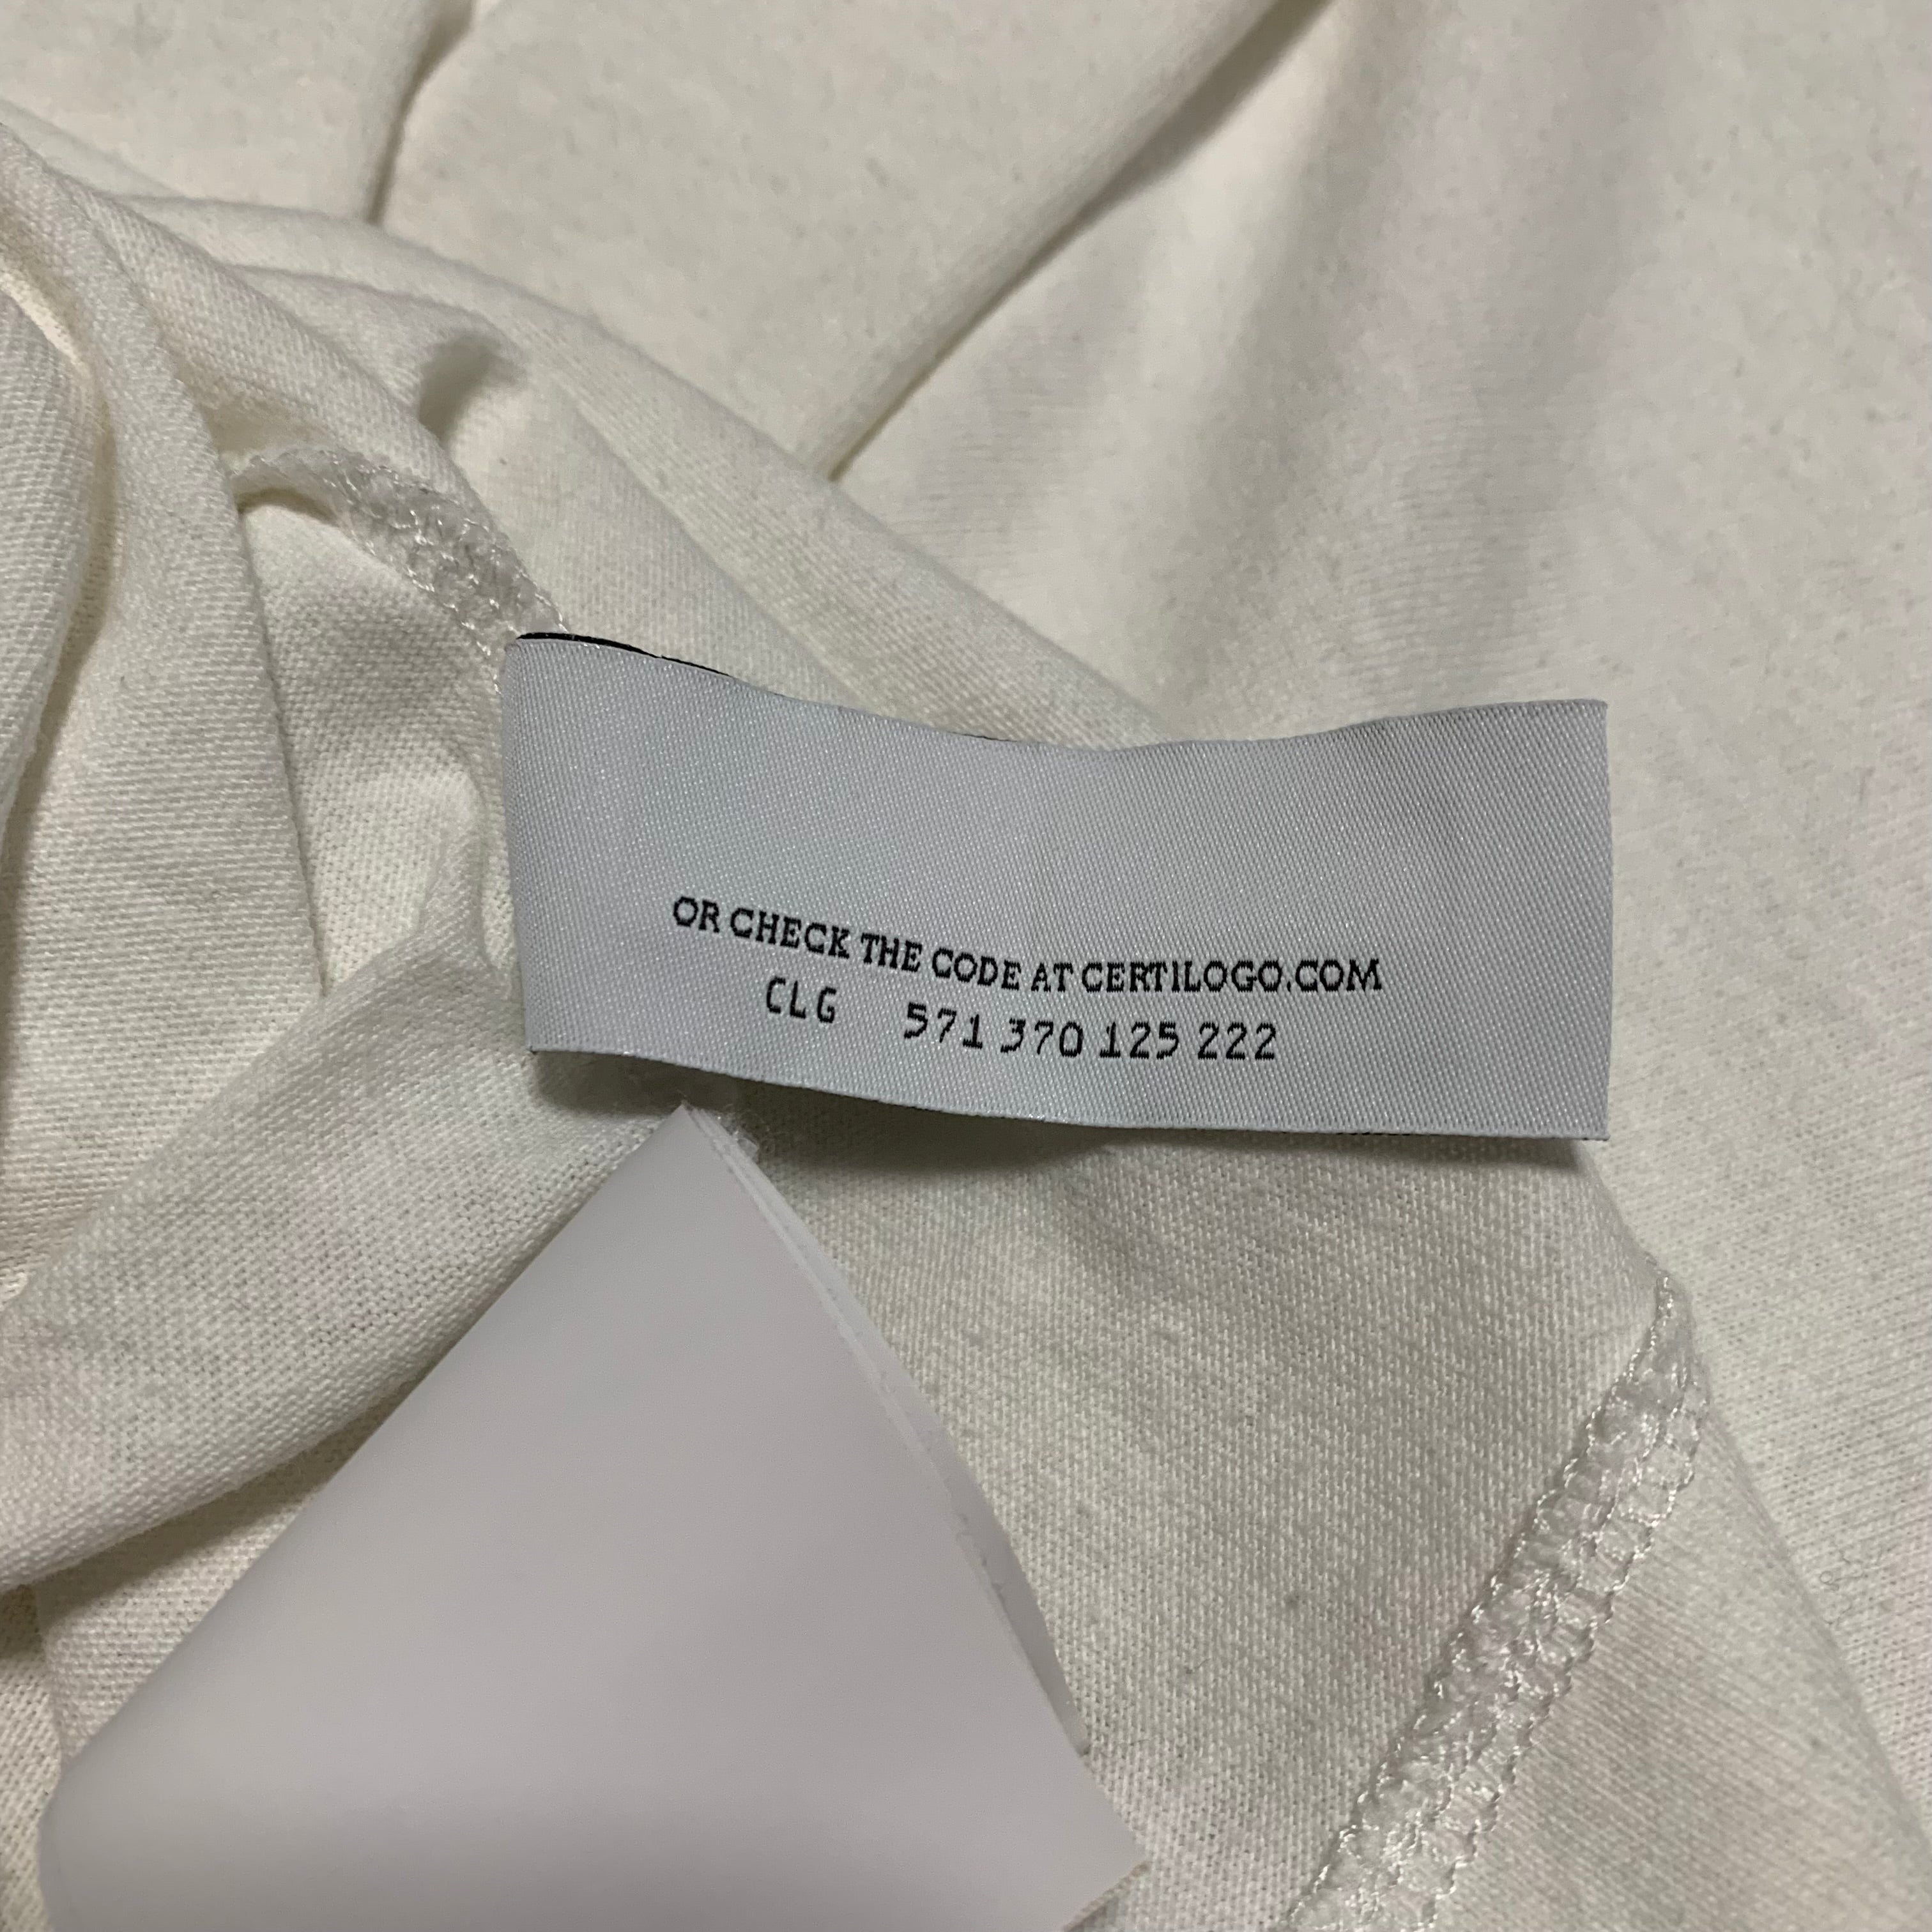 OR CHECK THE CODE AT CERTILOGO.COM
CLG 571 370 125 222